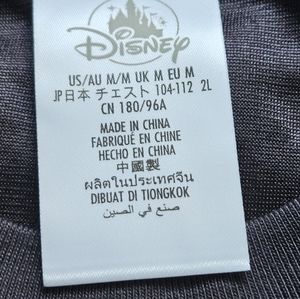 Disney
US/AU M/M UK M EU M
JP日本 チェスト 104-112 2L
CN 180/96A
MADE IN CHINA
FABRIQUÉ EN CHINE
HECHO EN CHINA
中國製
ผลิตในประเทศจีน
DIBUAT DI TIONGKOK
صنع في الصين